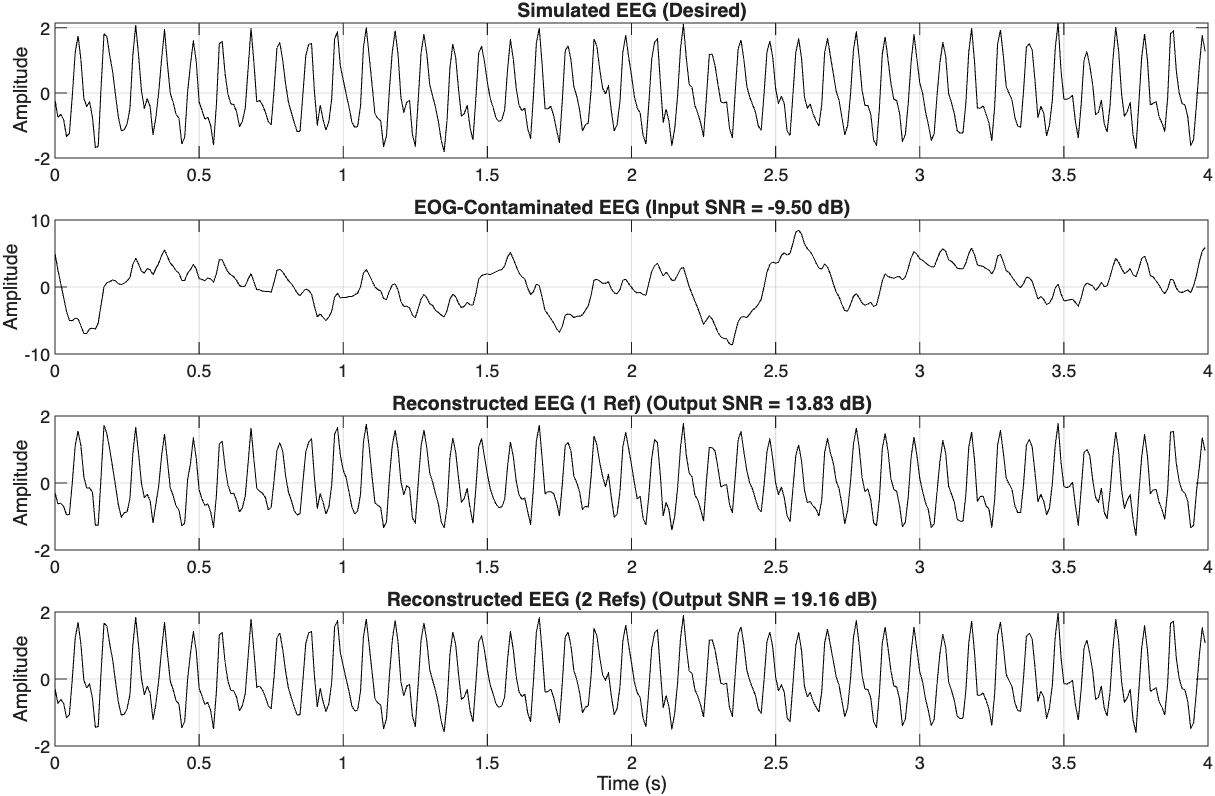 Simulated EEG (Desired)
2
0
-2
Amplitude
0 0.5 1 1.5 2 2.5 3 3.5 4
EOG-Contaminated EEG (Input SNR = -9.50 dB)
10
0
-10
Amplitude
0 0.5 1 1.5 2 2.5 3 3.5 4
Reconstructed EEG (1 Ref) (Output SNR = 13.83 dB)
2
0
-2
Amplitude
0 0.5 1 1.5 2 2.5 3 3.5 4
Reconstructed EEG (2 Refs) (Output SNR = 19.16 dB)
2
0
-2
Amplitude
0 0.5 1 1.5 2 2.5 3 3.5 4
Time (s)